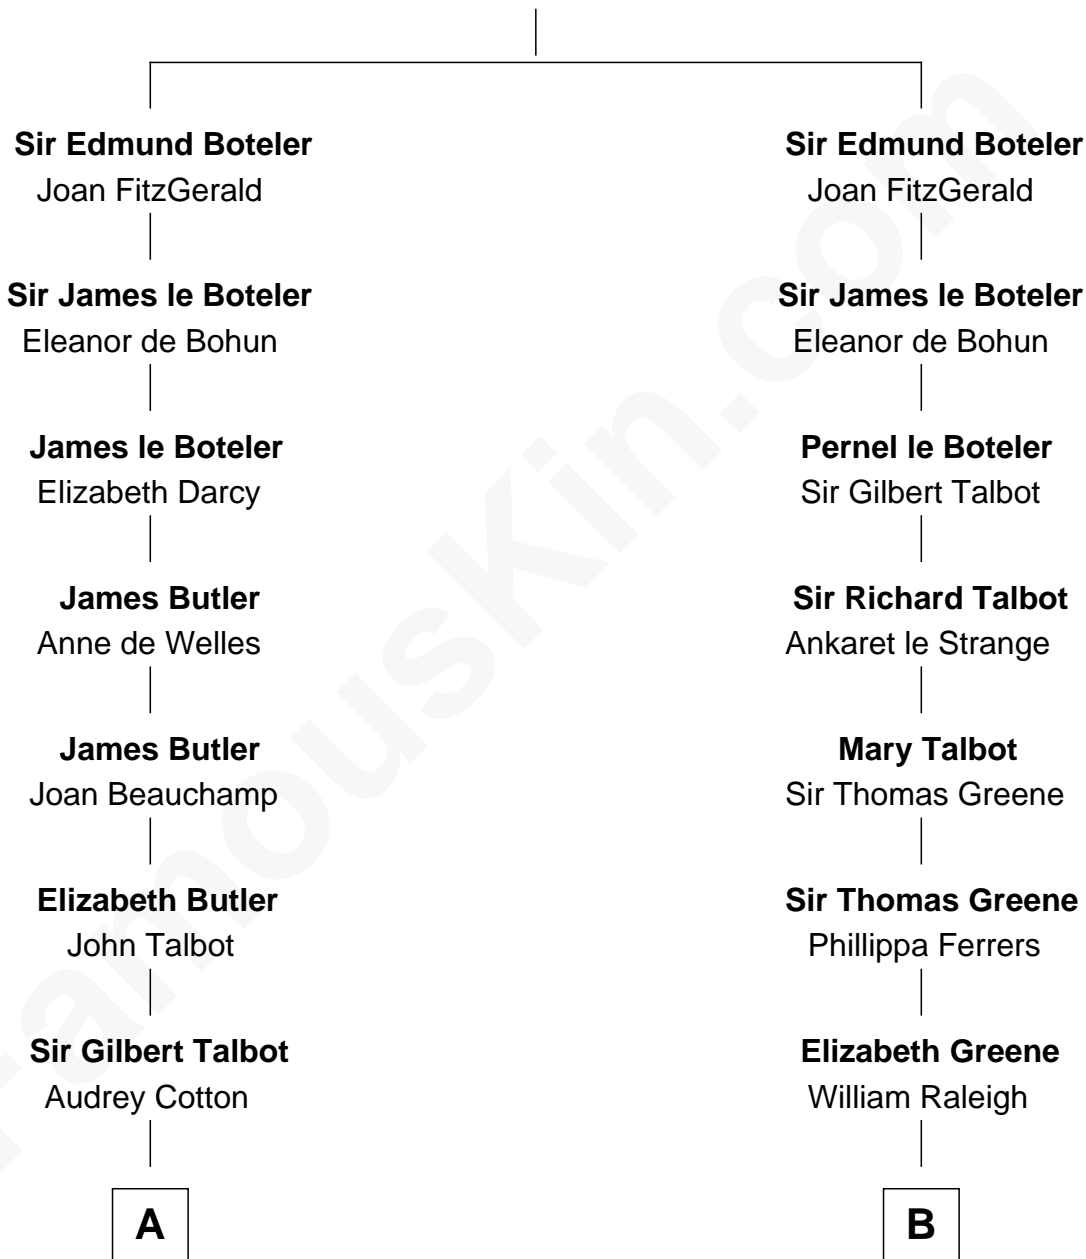 Sir Edmund Boteler
Joan FitzGerald
Sir James le Boteler
Eleanor de Bohun
James le Boteler
Elizabeth Darcy
James Butler
Anne de Welles
James Butler
Joan Beauchamp
Elizabeth Butler
John Talbot
Sir Gilbert Talbot
Audrey Cotton
A
Sir Edmund Boteler
Joan FitzGerald
Sir James le Boteler
Eleanor de Bohun
Pernel le Boteler
Sir Gilbert Talbot
Sir Richard Talbot
Ankaret le Strange
Mary Talbot
Sir Thomas Greene
Sir Thomas Greene
Phillippa Ferrers
Elizabeth Greene
William Raleigh
B
FamousKin.com